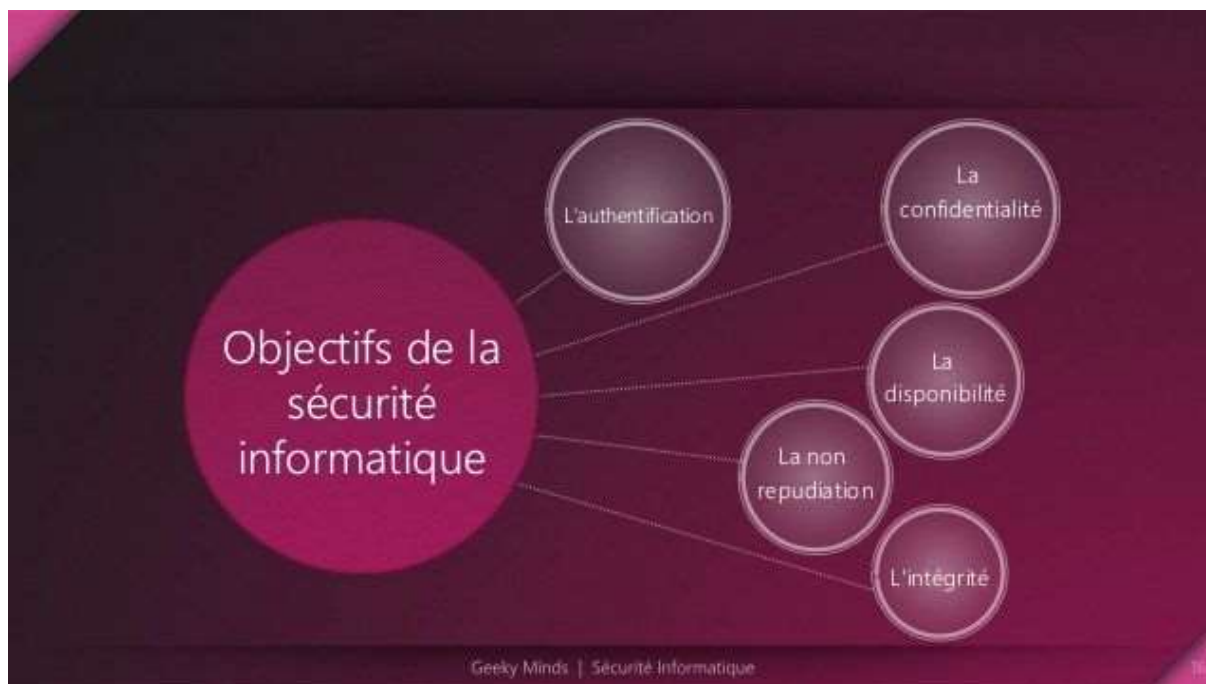 Objectifs de la
sécurité
informatique
L'authentification
La
confidentialité
La
disponibilité
La non
repudiation
L'intégrité
Geeky Minds | Sécurité Informatique